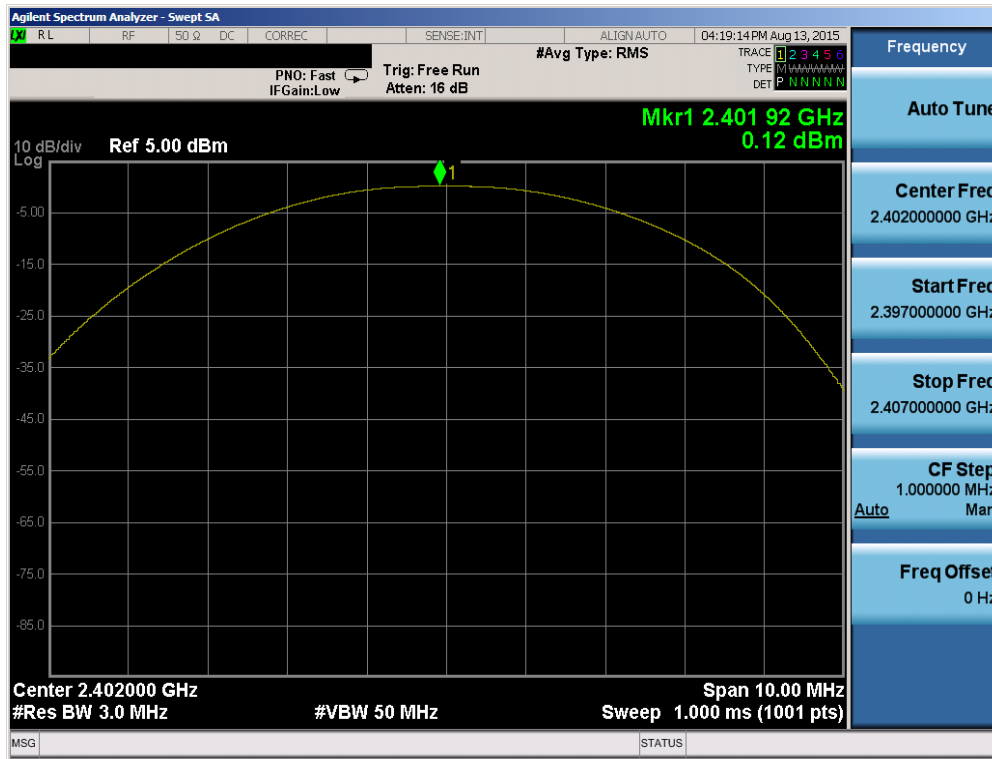 Agilent Spectrum Analyzer - Swept SA
LXI RL RF 50 Ω DC CORREC SENSE:INT ALIGN AUTO 04:19:14 PM Aug 13, 2015
Frequency
#Avg Type: RMS
TRACE 1 2 3 4 5 6
PNO: Fast Trig: Free Run
TYPE M WWWWW
IFGain:Low Atten: 16 dB
DET P N N N N N
Auto Tune
Mkr1 2.401 92 GHz
0.12 dBm
10 dB/div Ref 5.00 dBm
Log
1
Center Freq
2.402000000 GHz
-5.00
-15.0
Start Freq
2.397000000 GHz
-25.0
-35.0
Stop Freq
2.407000000 GHz
-45.0
-55.0
CF Step
1.000000 MHz
Auto Man
-65.0
-75.0
Freq Offset
0 Hz
-85.0
Center 2.402000 GHz Span 10.00 MHz
#Res BW 3.0 MHz #VBW 50 MHz Sweep 1.000 ms (1001 pts)
MSG STATUS